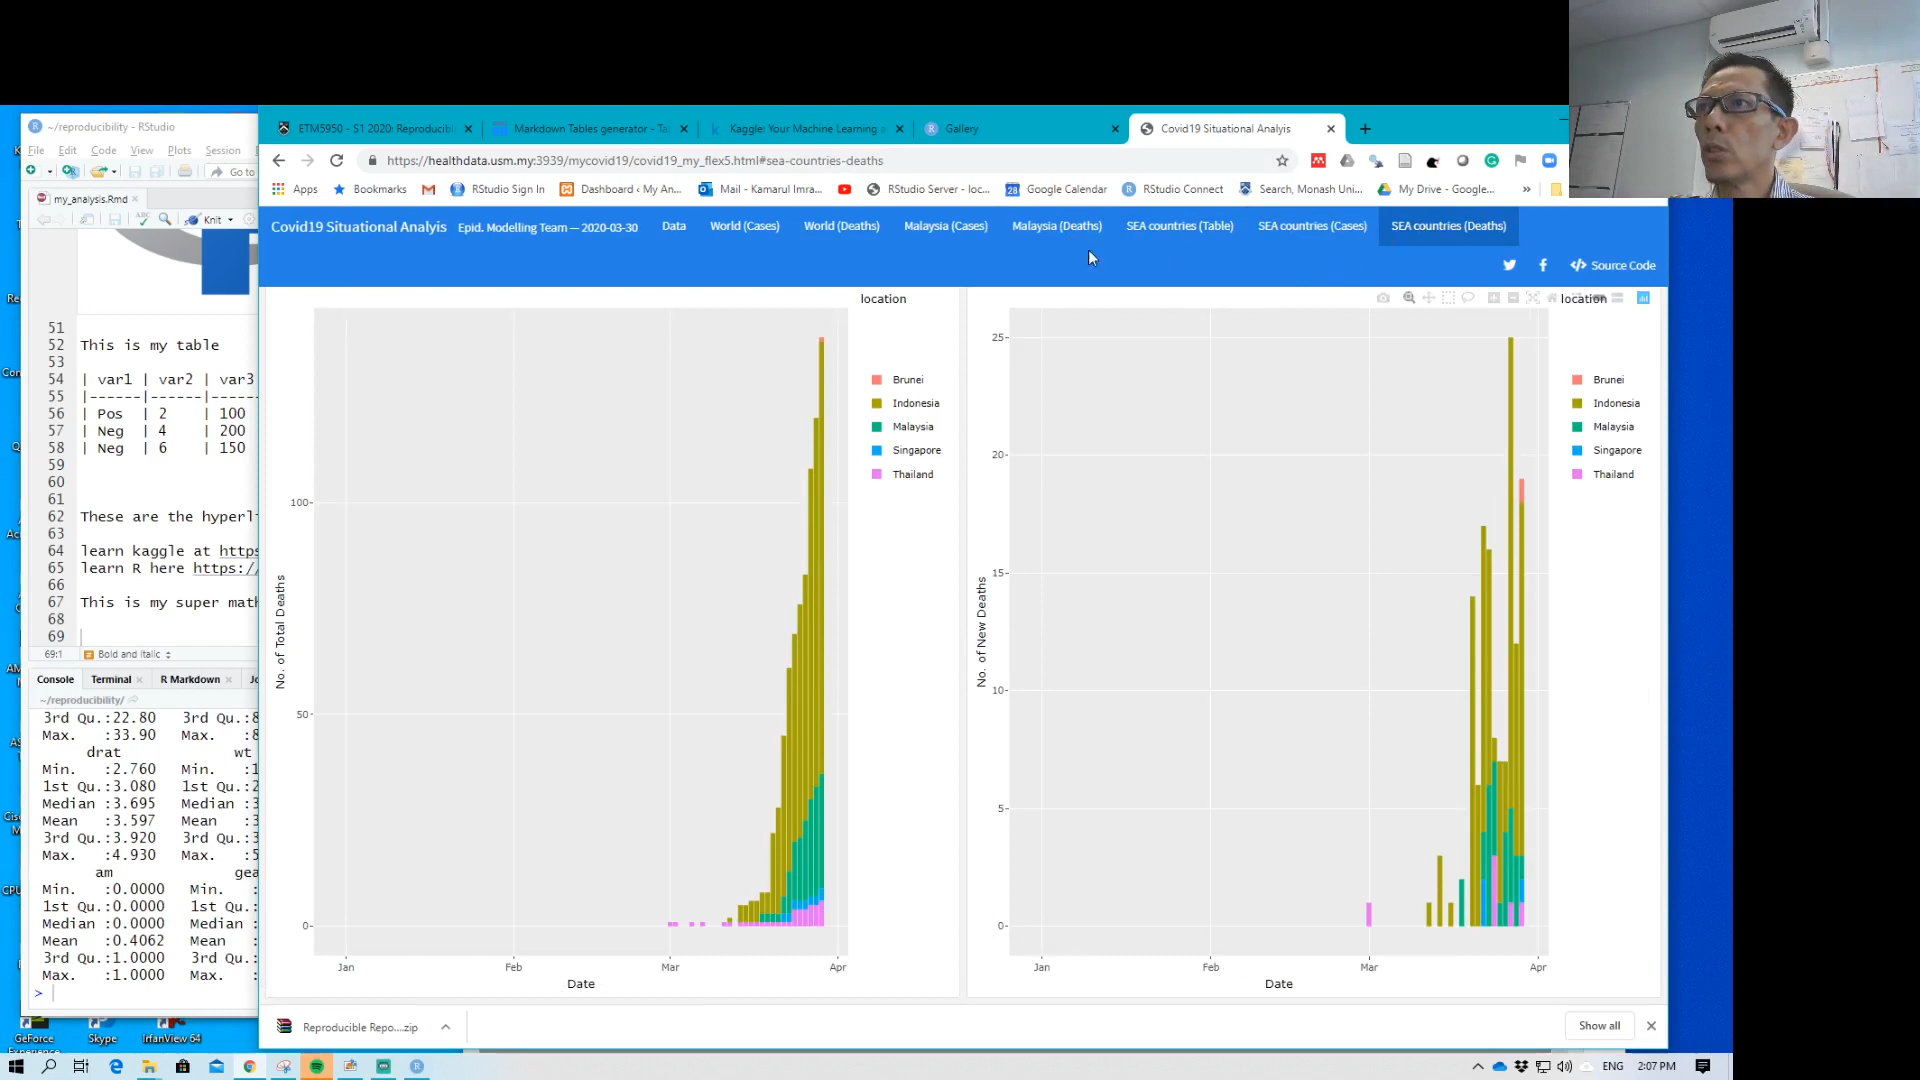 ~/reproducibility - RStudio
File Edit Code View Plots Session
Go to
my_analysis.Rmd
Knit
51
52 This is my table
53
54 | var1 | var2 | var3
55 |------|------|------
56 | Pos | 2 | 100
57 | Neg | 4 | 200
58 | Neg | 6 | 150
59
60
61
62 These are the hyperl
63
64 learn kaggle at https
65 learn R here https:/
66
67 This is my super math
68
69
69:1 Bold and Italic
Console Terminal R Markdown
~/reproducibility/
3rd Qu.:22.80 3rd Qu.:8
Max. :33.90 Max. :8
drat wt
Min. :2.760 Min. :1
1st Qu.:3.080 1st Qu.:2
Median :3.695 Median :3
Mean :3.597 Mean :3
3rd Qu.:3.920 3rd Qu.:3
Max. :4.930 Max. :5
am gea
Min. :0.0000 Min. :
1st Qu.:0.0000 1st Qu.:
Median :0.0000 Median :
Mean :0.4062 Mean :
3rd Qu.:1.0000 3rd Qu.:
Max. :1.0000 Max. :
>
ETM5950 - S1 2020: Reproducibl
Markdown Tables generator - Ta
Kaggle: Your Machine Learning a
Gallery
Covid19 Situational Analyis
https://healthdata.usm.my:3939/mycovid19/covid19_my_flex5.html#sea-countries-deaths
Apps Bookmarks RStudio Sign In Dashboard ‹ My An... Mail - Kamarul Imra... RStudio Server - loc... Google Calendar RStudio Connect Search, Monash Uni... My Drive - Google... »
28
Covid19 Situational Analyis Epid. Modelling Team — 2020-03-30 Data World (Cases) World (Deaths) Malaysia (Cases) Malaysia (Deaths) SEA countries (Table) SEA countries (Cases) SEA countries (Deaths)
Source Code
location
Brunei
Indonesia
Malaysia
Singapore
Thailand
No. of Total Deaths
100
50
0
Jan Feb Mar Apr
Date
location
Brunei
Indonesia
Malaysia
Singapore
Thailand
No. of New Deaths
25
20
15
10
5
0
Jan Feb Mar Apr
Date
Reproducible Repo....zip
Show all
GeForce Experience
Skype
IrfanView 64
ENG 2:07 PM